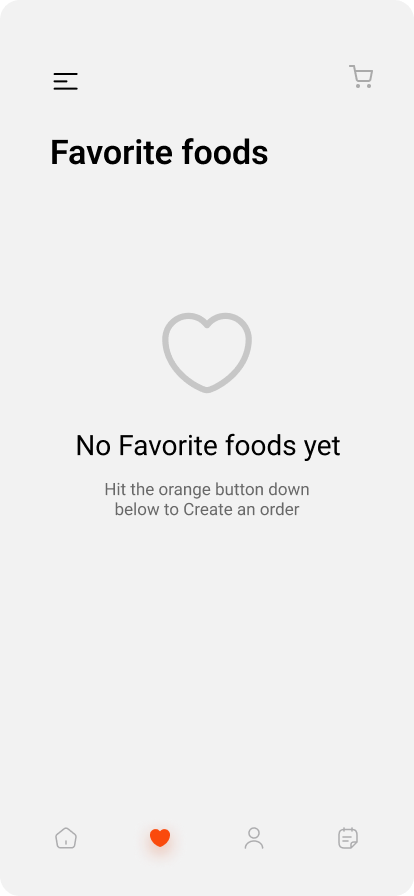 Favorite foods
No Favorite foods yet
Hit the orange button down
below to Create an order